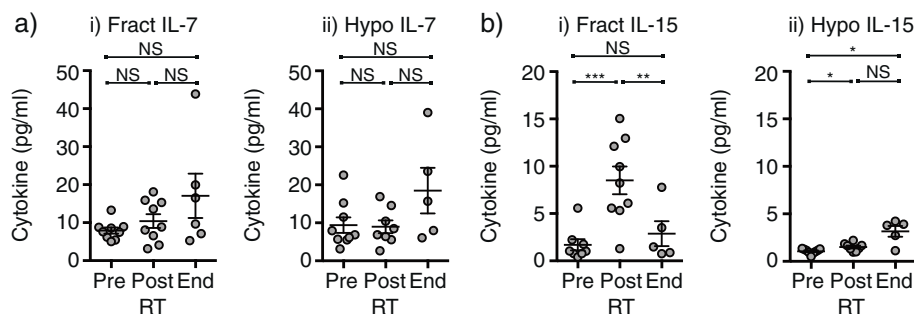 a)
i) Fract IL-7
NS
NS NS
Cytokine (pg/ml)
50
40
30
20
10
0
Pre Post End
RT
ii) Hypo IL-7
NS
NS NS
Cytokine (pg/ml)
50
40
30
20
10
0
Pre Post End
RT
b)
i) Fract IL-15
NS
*** **
Cytokine (pg/ml)
20
15
10
5
0
Pre Post End
RT
ii) Hypo IL-15
*
* NS
Cytokine (pg/ml)
20
15
10
5
0
Pre Post End
RT